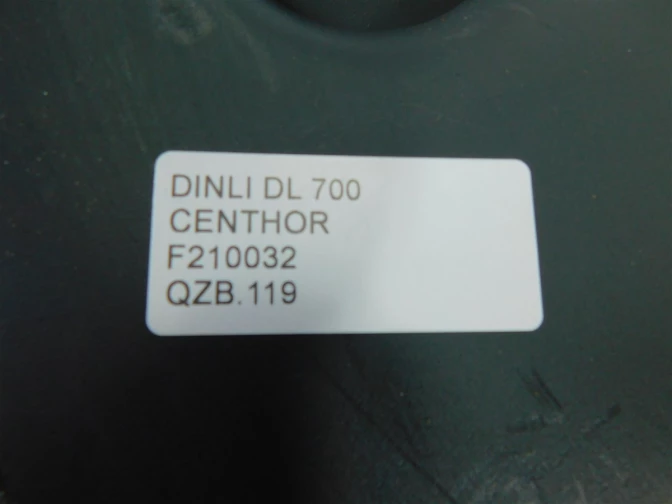 DINLI DL 700
CENTHOR
F210032
QZB.119